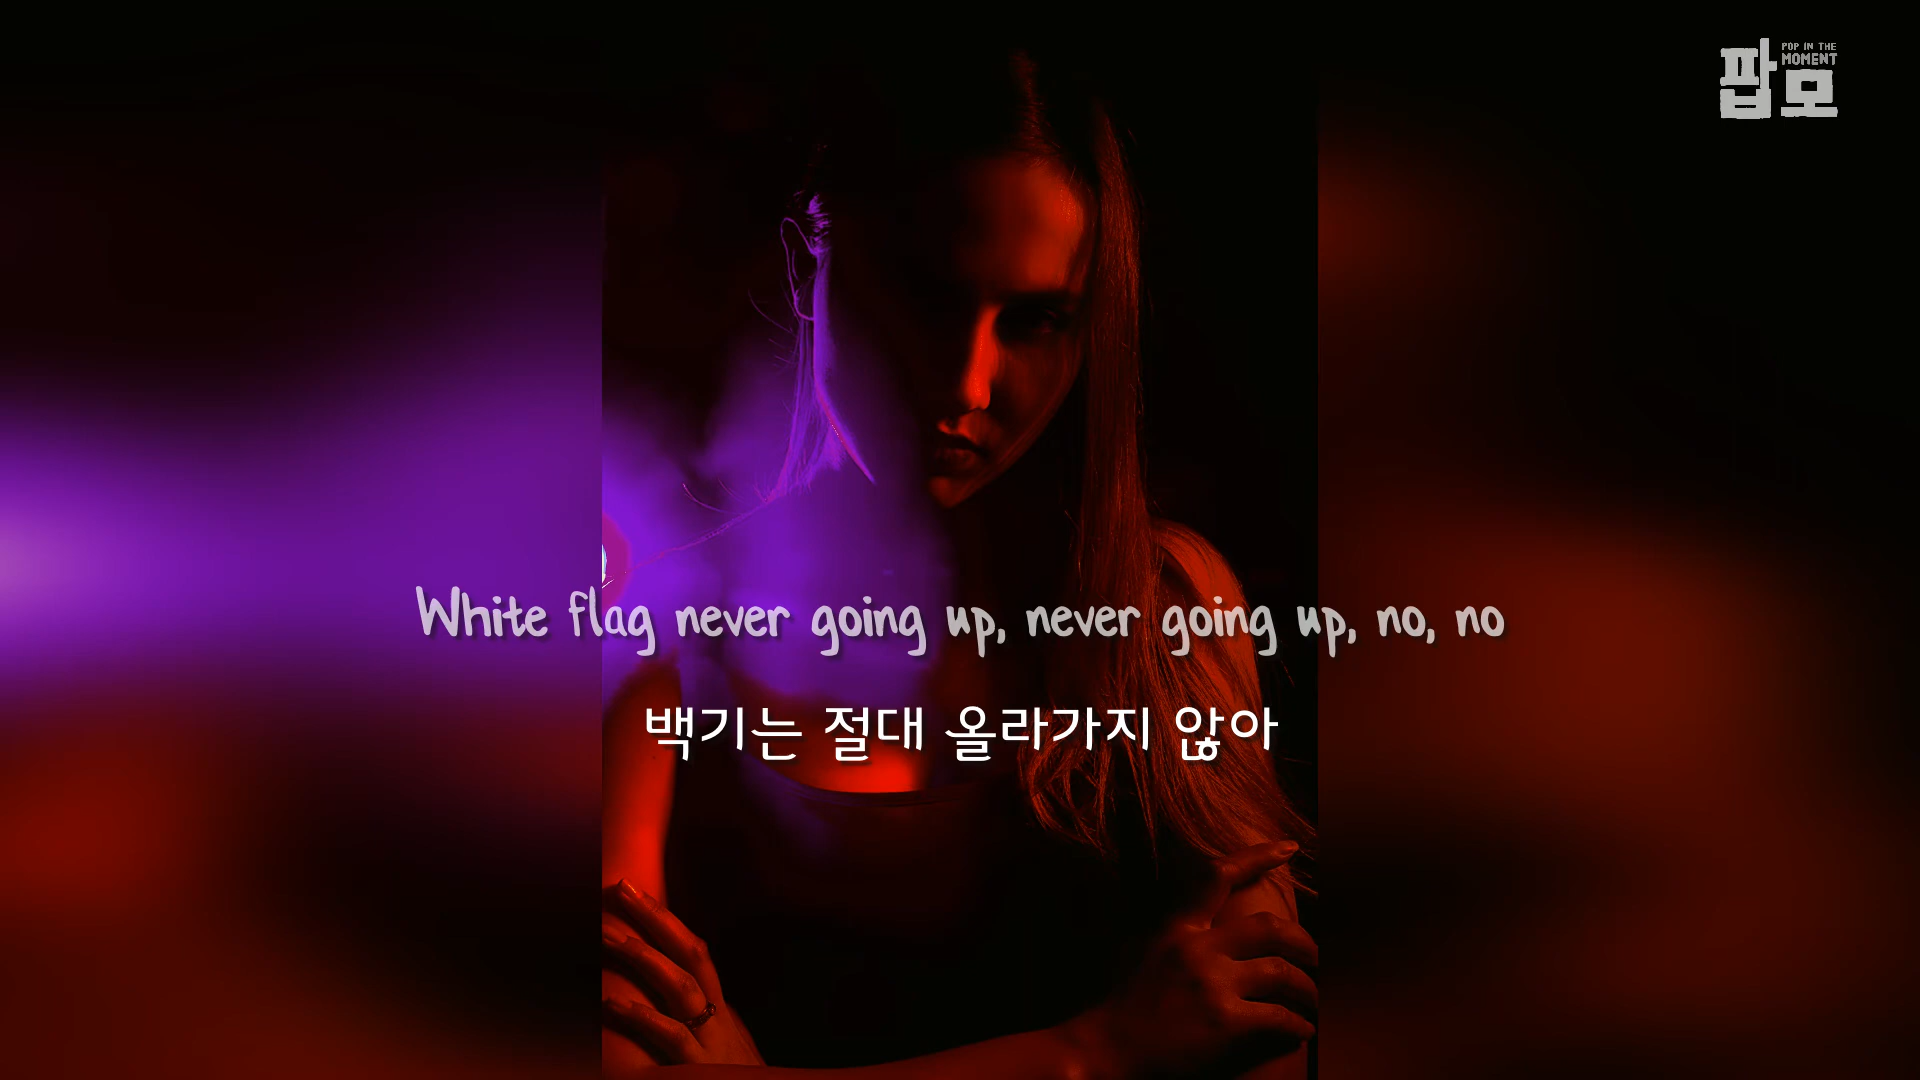 팝모
POP IN THE
MOMENT
White flag never going up, never going up, no, no
백기는 절대 올라가지 않아